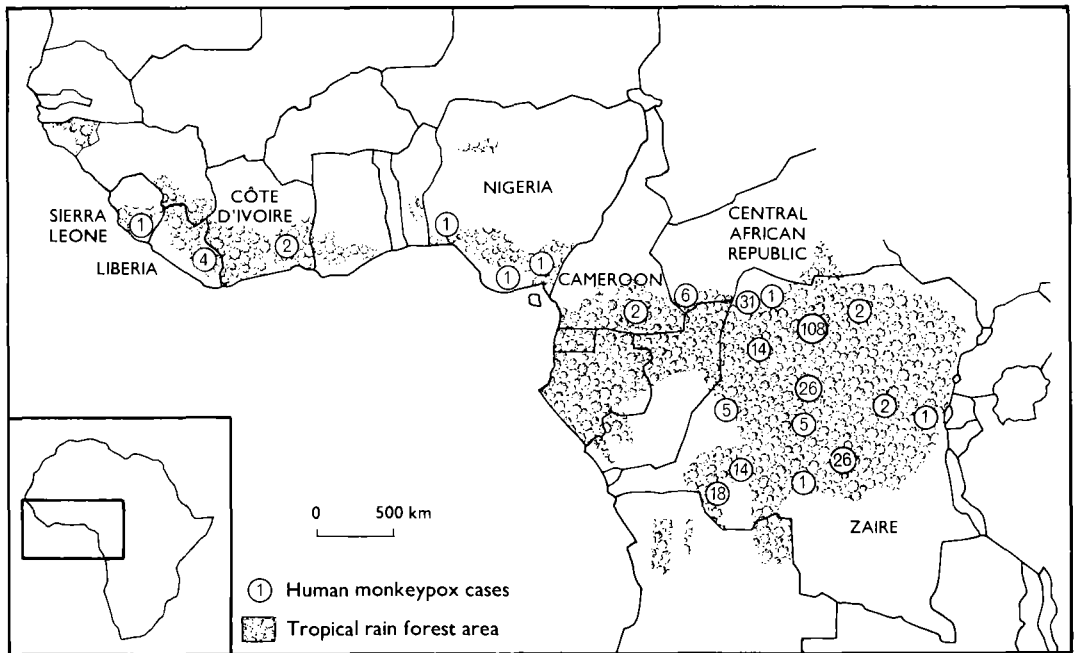 SIERRA
LEONE
1
LIBERIA
4
CÔTE
D'IVOIRE
2
NIGERIA
1
1
1
CAMEROON
2
6
CENTRAL
AFRICAN
REPUBLIC
31
1
108
2
14
26
5
2
1
5
26
14
1
18
ZAIRE
0 500 km
1 Human monkeypox cases
Tropical rain forest area